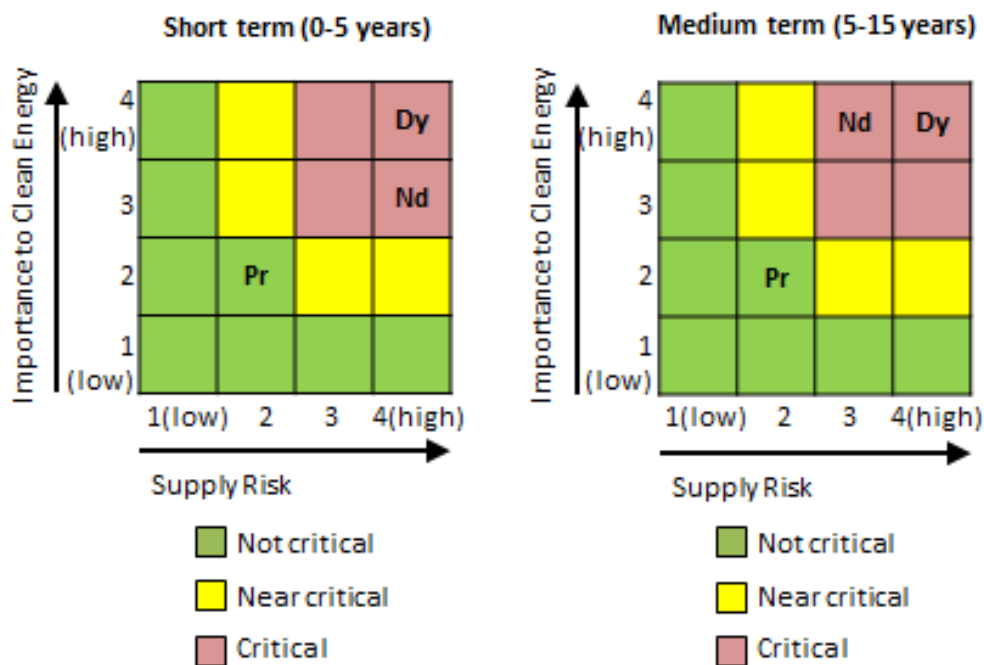 Short term (0-5 years)
Importance to Clean Energy
4
(high)
3
2
1
(low)
Dy
Nd
Pr
1(low) 2 3 4(high)
Supply Risk
Not critical
Near critical
Critical
Medium term (5-15 years)
Importance to Clean Energy
4
(high)
3
2
1
(low)
Nd Dy
Pr
1(low) 2 3 4(high)
Supply Risk
Not critical
Near critical
Critical